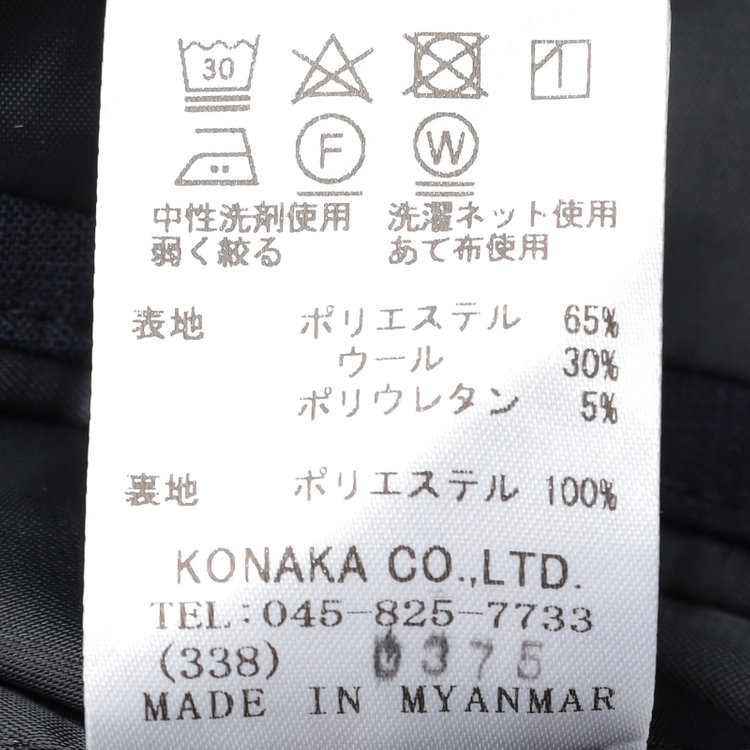 30
F W
中性洗剤使用 洗濯ネット使用
弱く絞る あて布使用
表地 ポリエステル 65%
ウール 30%
ポリウレタン 5%
裏地 ポリエステル 100%
KONAKA CO.,LTD.
TEL:045-825-7733
(338) 0375
MADE IN MYANMAR